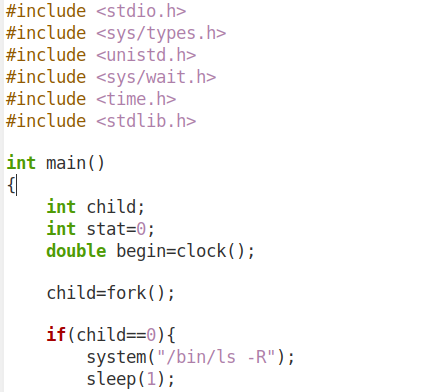 #include <stdio.h>
#include <sys/types.h>
#include <unistd.h>
#include <sys/wait.h>
#include <time.h>
#include <stdlib.h>

int main()
{
    int child;
    int stat=0;
    double begin=clock();

    child=fork();

    if(child==0){
        system("/bin/ls -R");
        sleep(1);